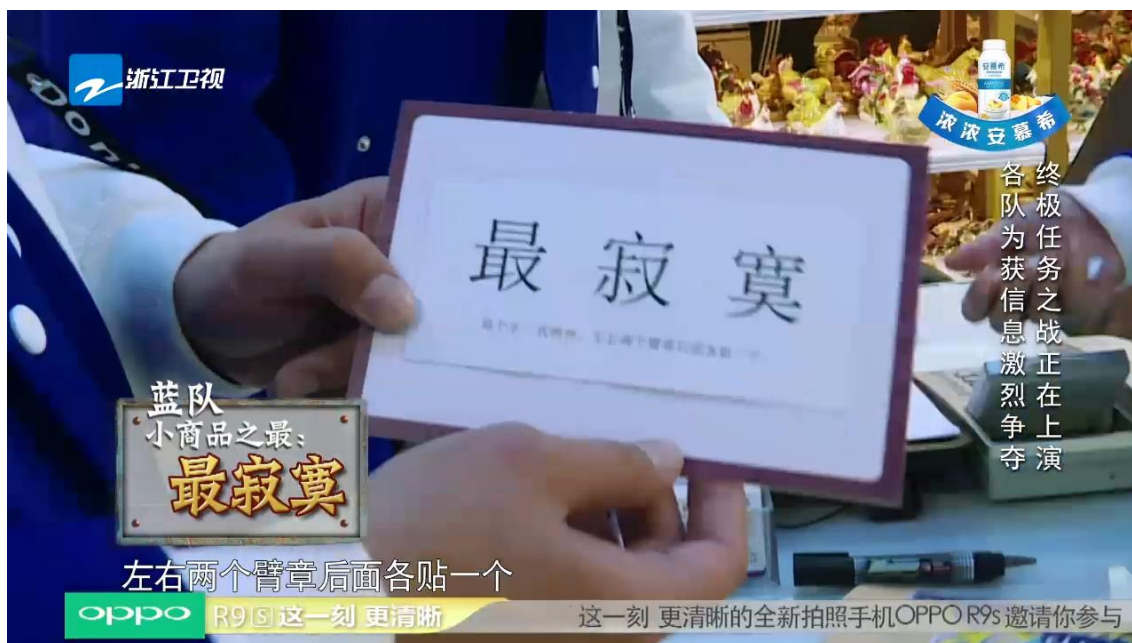 浙江卫视
安慕希
浓浓安慕希
终极任务之战正在上演
各队为获信息激烈争夺
最寂寞
蓝队
小商品之最：
最寂寞
左右两个臂章后面各贴一个
oppo R9s 这一刻 更清晰
这一刻 更清晰的全新拍照手机OPPO R9s 邀请你参与